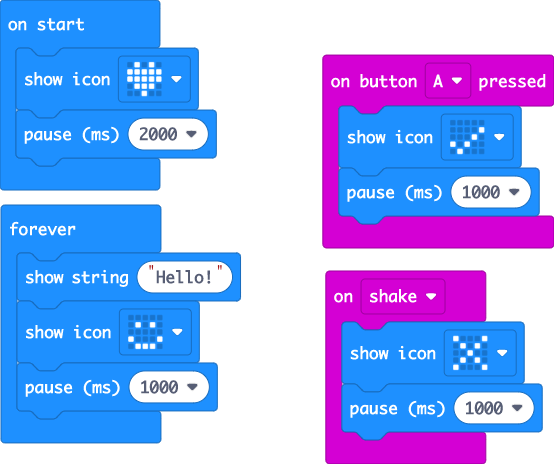 on start
show icon
pause (ms) 2000
forever
show string "Hello!"
show icon
pause (ms) 1000
on button A pressed
show icon
pause (ms) 1000
on shake
show icon
pause (ms) 1000